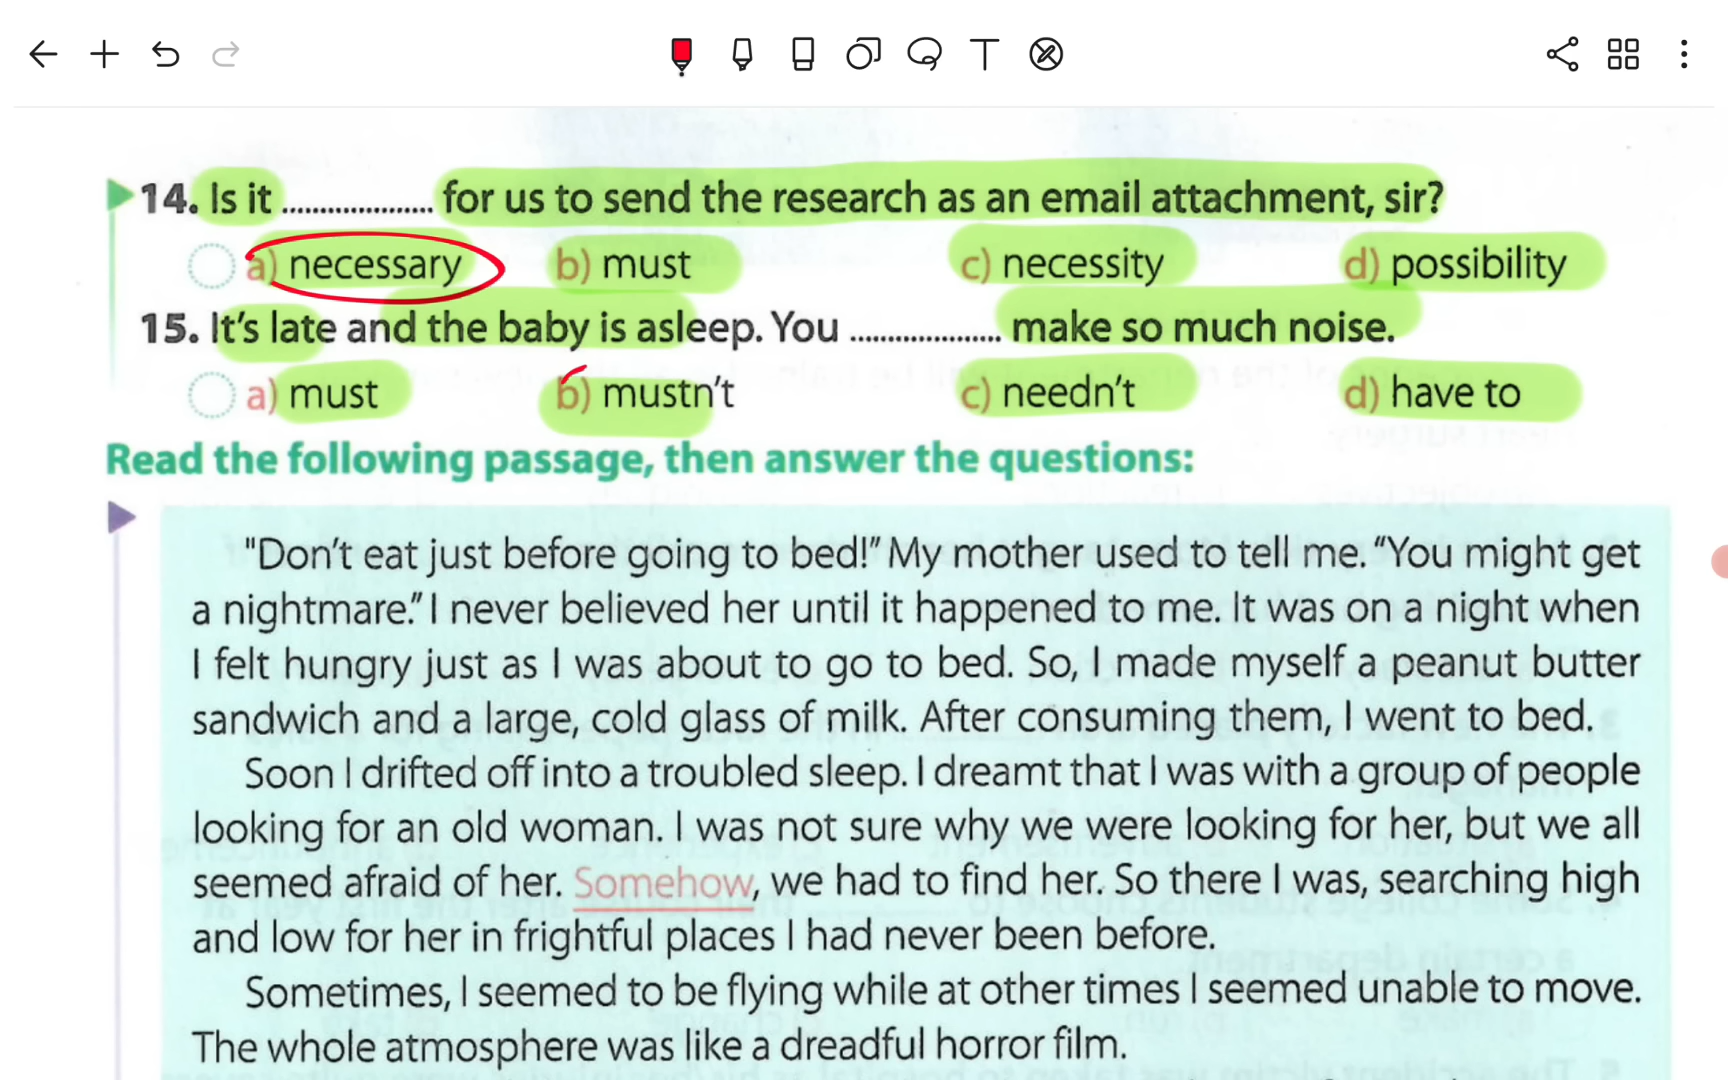 14. Is it .................... for us to send the research as an email attachment, sir?
a) necessary b) must c) necessity d) possibility
15. It's late and the baby is asleep. You .................... make so much noise.
a) must b) mustn't c) needn't d) have to
Read the following passage, then answer the questions:
"Don't eat just before going to bed!" My mother used to tell me. “You might get
a nightmare.” I never believed her until it happened to me. It was on a night when
I felt hungry just as I was about to go to bed. So, I made myself a peanut butter
sandwich and a large, cold glass of milk. After consuming them, I went to bed.
Soon I drifted off into a troubled sleep. I dreamt that I was with a group of people
looking for an old woman. I was not sure why we were looking for her, but we all
seemed afraid of her. Somehow, we had to find her. So there I was, searching high
and low for her in frightful places I had never been before.
Sometimes, I seemed to be flying while at other times I seemed unable to move.
The whole atmosphere was like a dreadful horror film.